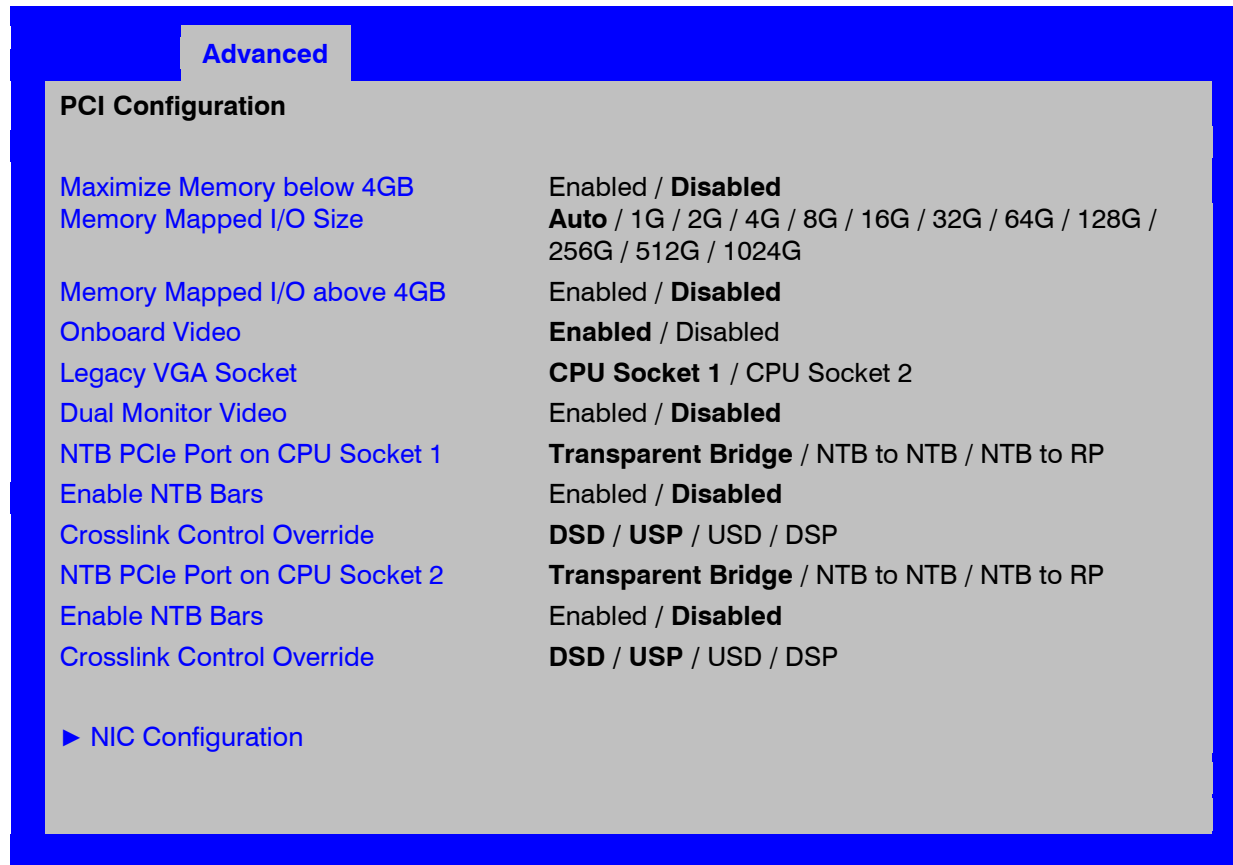 Advanced
PCI Configuration
Maximize Memory below 4GB Enabled / Disabled
Memory Mapped I/O Size Auto / 1G / 2G / 4G / 8G / 16G / 32G / 64G / 128G /
256G / 512G / 1024G
Memory Mapped I/O above 4GB Enabled / Disabled
Onboard Video Enabled / Disabled
Legacy VGA Socket CPU Socket 1 / CPU Socket 2
Dual Monitor Video Enabled / Disabled
NTB PCIe Port on CPU Socket 1 Transparent Bridge / NTB to NTB / NTB to RP
Enable NTB Bars Enabled / Disabled
Crosslink Control Override DSD / USP / USD / DSP
NTB PCIe Port on CPU Socket 2 Transparent Bridge / NTB to NTB / NTB to RP
Enable NTB Bars Enabled / Disabled
Crosslink Control Override DSD / USP / USD / DSP
► NIC Configuration